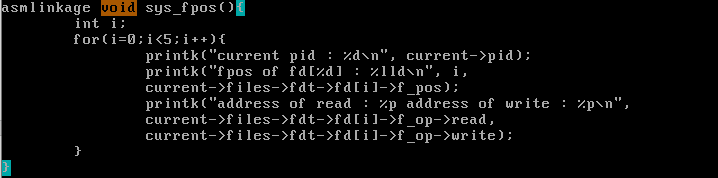 asmlinkage void sys_fpos(){
        int i;
        for(i=0;i<5;i++){
                printk("current pid : %d\n", current->pid);
                printk("fpos of fd[%d] : %lld\n", i,
                current->files->fdt->fd[i]->f_pos);
                printk("address of read : %p address of write : %p\n",
                current->files->fdt->fd[i]->f_op->read,
                current->files->fdt->fd[i]->f_op->write);
        }
}